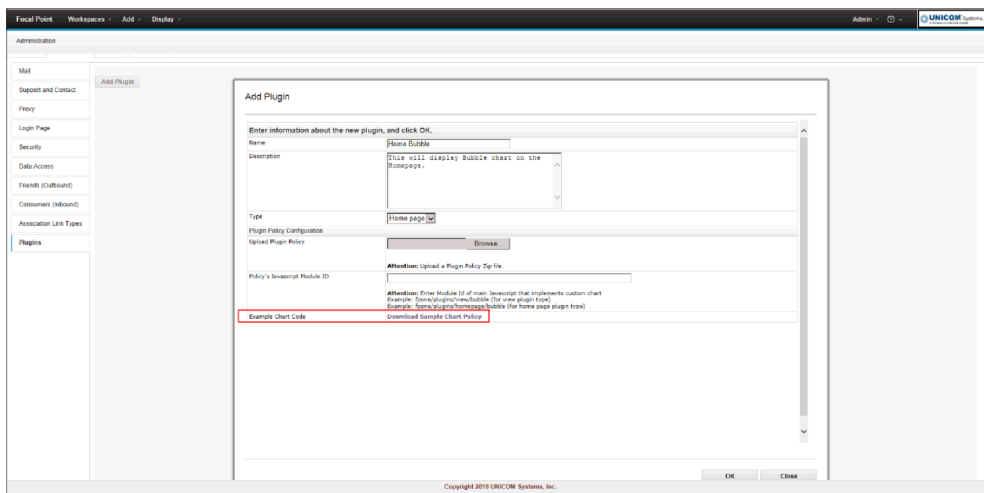 Focal Point Workspaces Add Display Admin UNICOM Systems.
Administration
Mail
Support and Contact
Proxy
Login Page
Security
Data Access
Friends (Outbound)
Consumers (Inbound)
Association Link Types
Plugins
Add Plugin
Add Plugin
Enter information about the new plugin, and click OK.
Name Home Bubble
Description This will display Bubble chart on the
Homepage.
Type Home page
Plugin Policy Configuration
Upload Plugin Policy Browse...
Attention: Upload a Plugin Policy Zip file.
Policy's Javascript Module ID
Attention: Enter Module Id of main Javascript that implements custom chart
Example: fpone/plugins/view/bubble (for view plugin type)
Example: fpone/plugins/homepage/bubble (for home page plugin type)
Example Chart Code Download Sample Chart Policy
OK Close
Copyright 2018 UNICOM Systems, Inc.